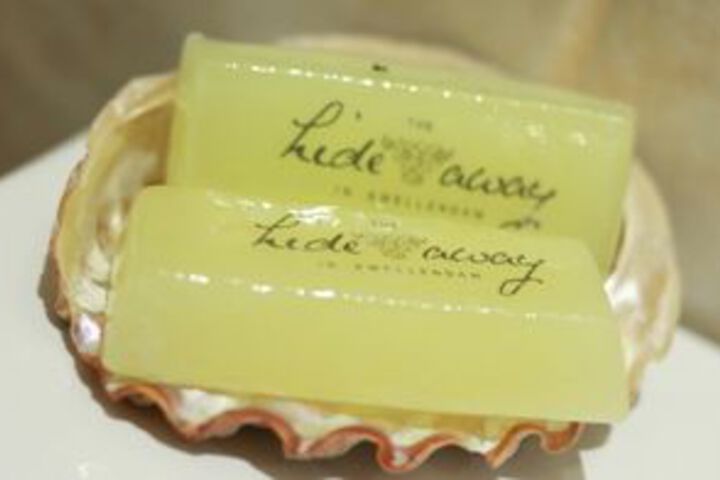 THE
hide away
IN SWELLENDAM
THE
hide away
IN SWELLENDAM